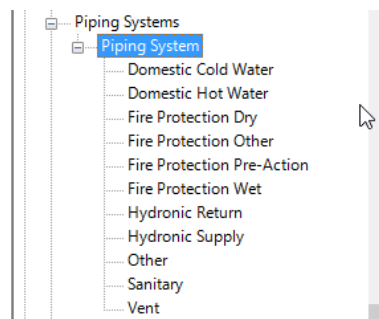 Piping Systems
Piping System
Domestic Cold Water
Domestic Hot Water
Fire Protection Dry
Fire Protection Other
Fire Protection Pre-Action
Fire Protection Wet
Hydronic Return
Hydronic Supply
Other
Sanitary
Vent